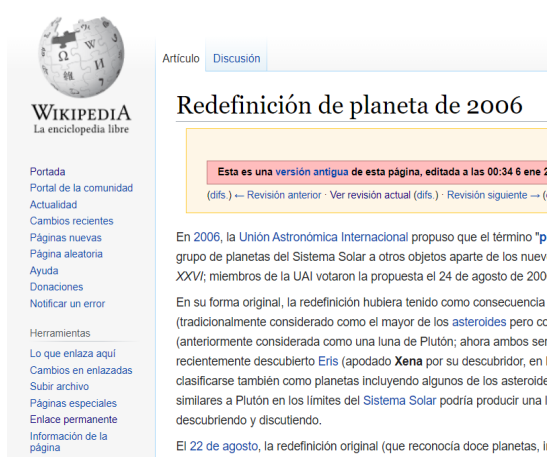 WIKIPEDIA
La enciclopedia libre
Portada
Portal de la comunidad
Actualidad
Cambios recientes
Páginas nuevas
Página aleatoria
Ayuda
Donaciones
Notificar un error
Herramientas
Lo que enlaza aquí
Cambios en enlazadas
Subir archivo
Páginas especiales
Enlace permanente
Información de la
página
Artículo Discusión
Redefinición de planeta de 2006
Esta es una versión antigua de esta página, editada a las 00:34 6 ene 2
(difs.) ← Revisión anterior · Ver revisión actual (difs.) · Revisión siguiente → (
En 2006, la Unión Astronómica Internacional propuso que el término "p
grupo de planetas del Sistema Solar a otros objetos aparte de los nuev
XXVI; miembros de la UAI votaron la propuesta el 24 de agosto de 200
En su forma original, la redefinición hubiera tenido como consecuencia
(tradicionalmente considerado como el mayor de los asteroides pero co
(anteriormente considerada como una luna de Plutón; ahora ambos ser
recientemente descubierto Eris (apodado Xena por su descubridor, en l
clasificarse también como planetas incluyendo algunos de los asteroide
similares a Plutón en los límites del Sistema Solar podría producir una l
descubriendo y discutiendo.
El 22 de agosto, la redefinición original (que reconocía doce planetas, i